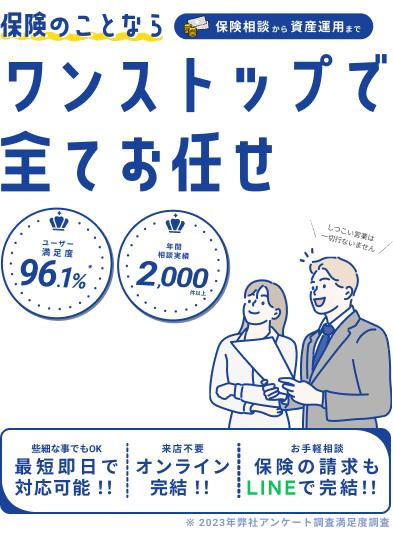 保険のことなら
保険相談から資産運用まで
ワンストップで
全てお任せ
ユーザー
満足度
96.1%
年間
相談実績
2,000
件以上
しつこい営業は
一切行ないません
些細な事でもOK
最短即日で
対応可能 !!
来店不要
オンライン
完結 !!
お手軽相談
保険の請求も
LINEで完結!!
※ 2023年弊社アンケート調査満足度調査